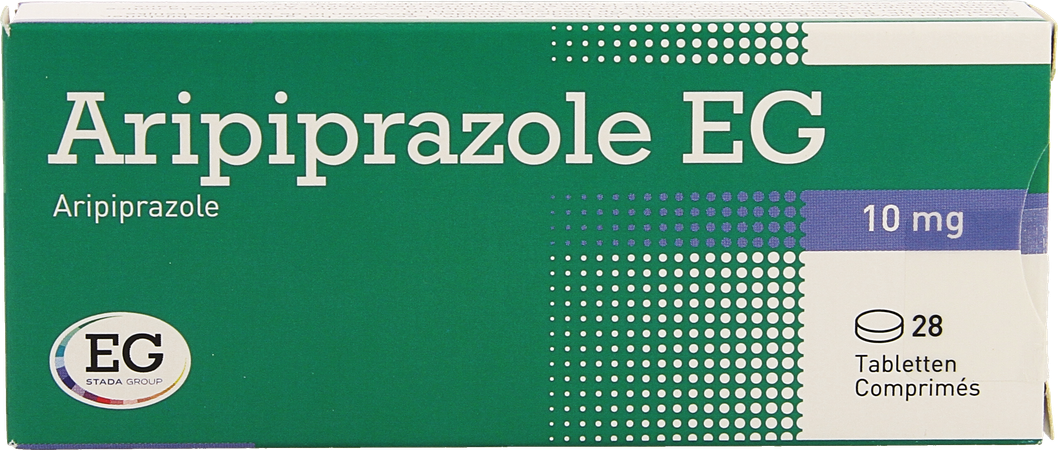 Aripiprazole EG
Aripiprazole
10 mg
EG
STADA GROUP
28
Tabletten
Comprimés